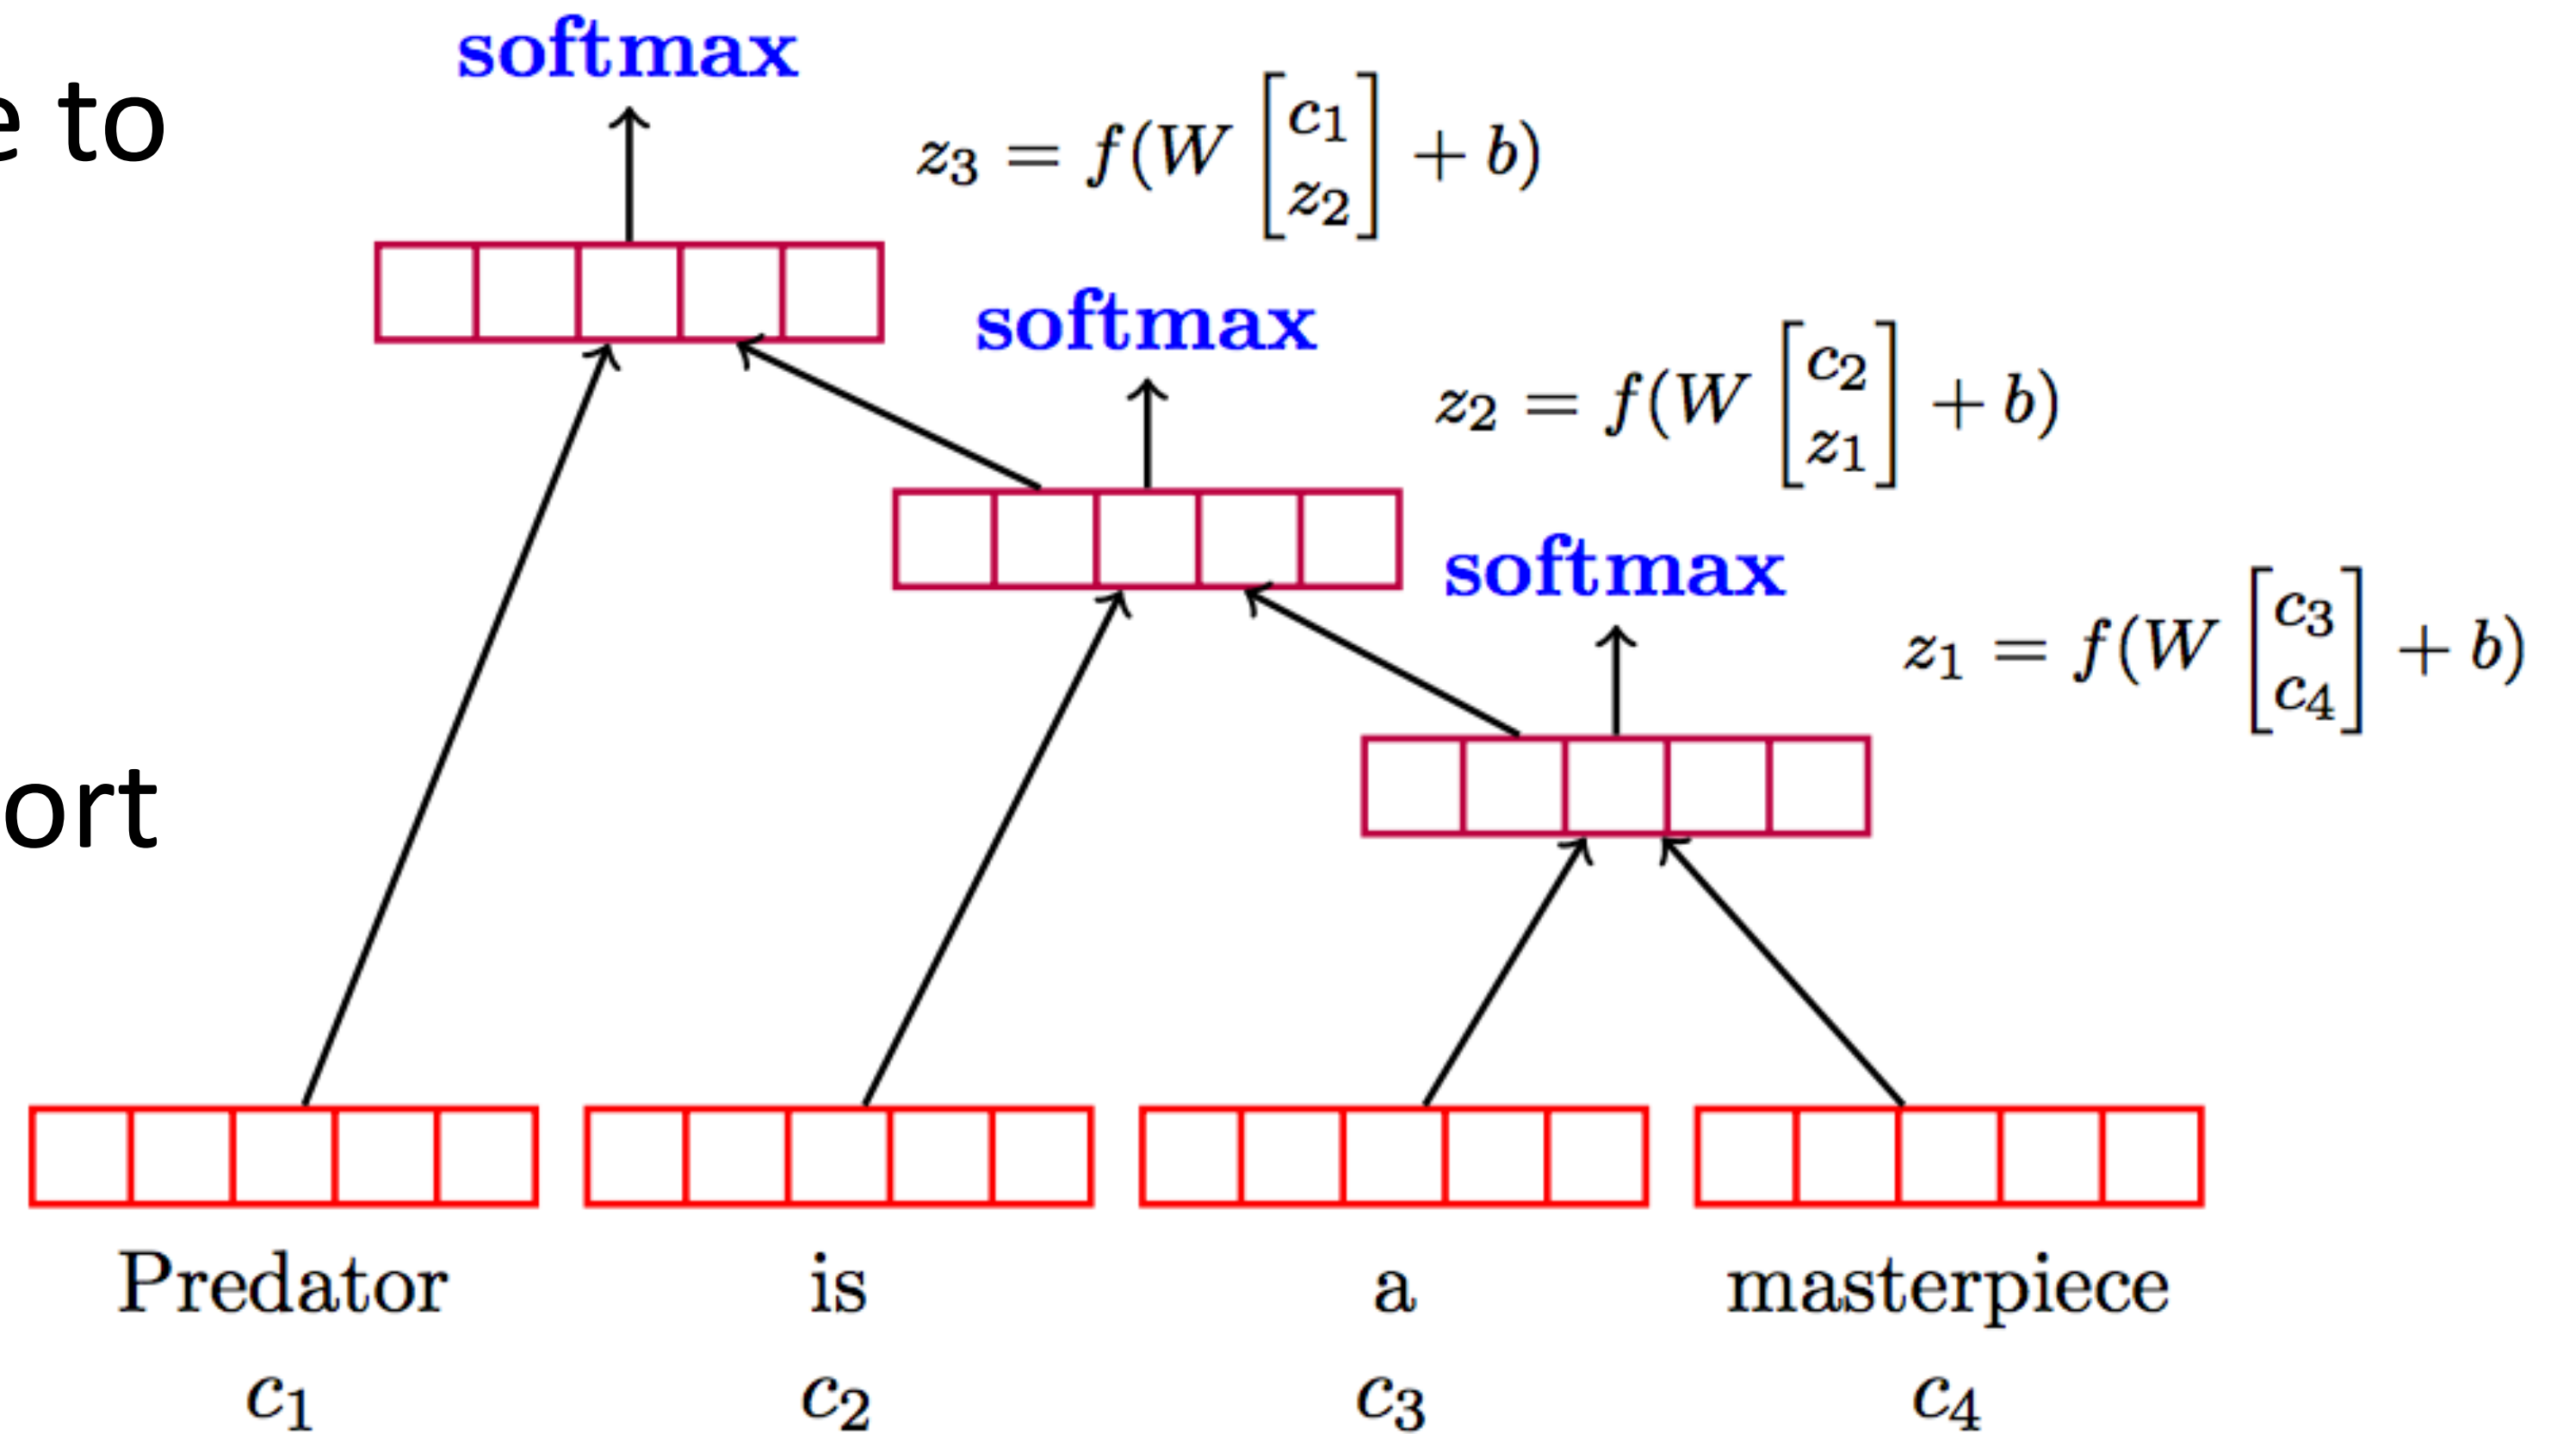 softmax
e to
z₃ = f(W [c₁ z₂] + b)
softmax
z₂ = f(W [c₂ z₁] + b)
softmax
z₁ = f(W [c₃ c₄] + b)
ort
Predator is a masterpiece
c₁ c₂ c₃ c₄